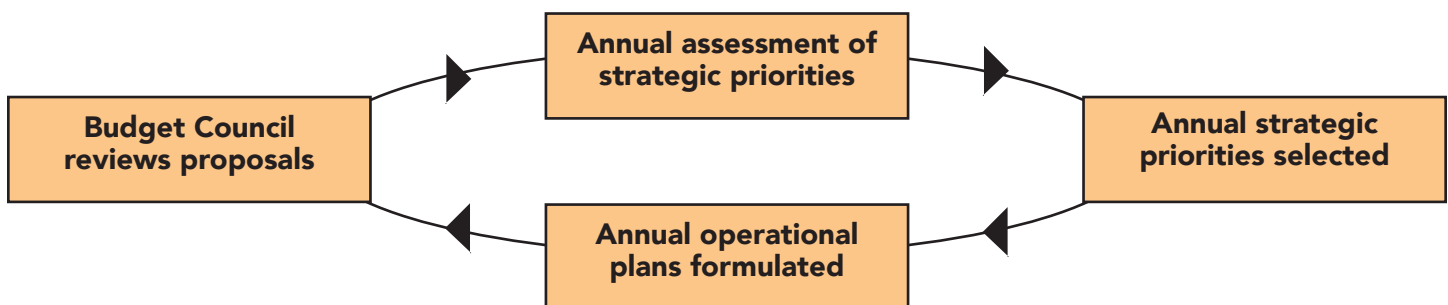 Annual assessment of
strategic priorities
Budget Council
reviews proposals
Annual strategic
priorities selected
Annual operational
plans formulated